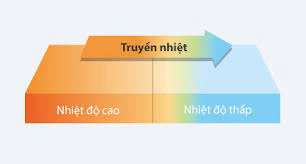 Truyền nhiệt
Nhiệt độ cao
Nhiệt độ thấp